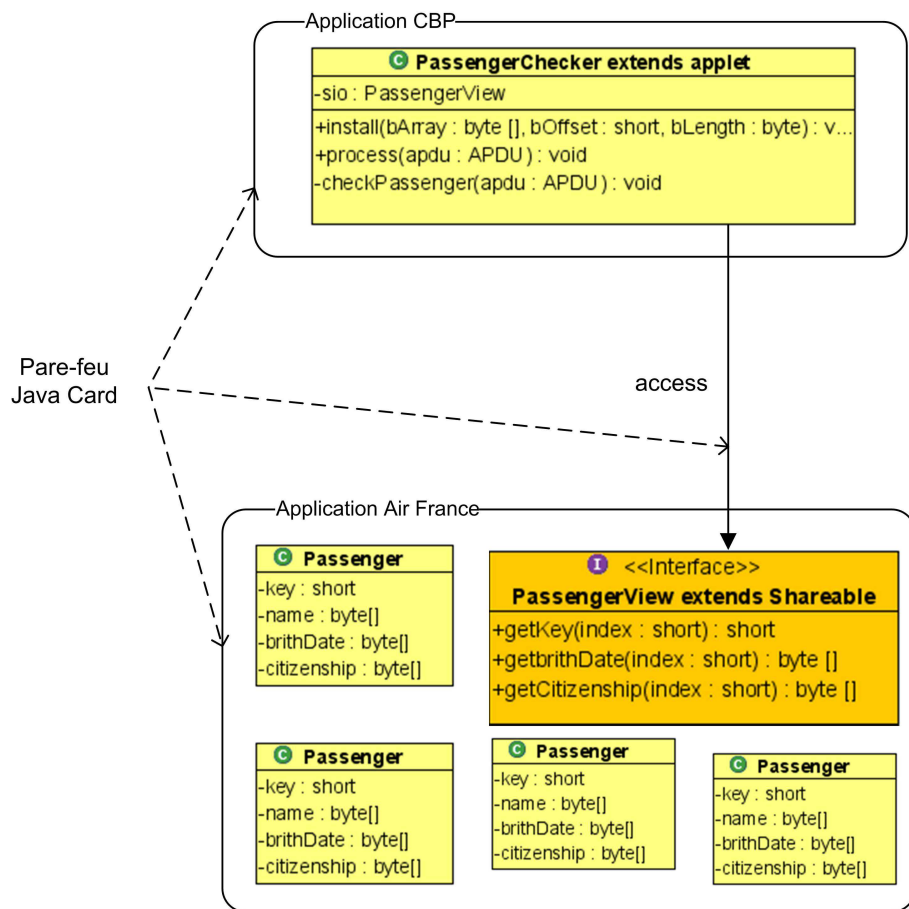 Application CBP
C PassengerChecker extends applet
-sio : PassengerView
+install(bArray : byte [], bOffset : short, bLength : byte) : v...
+process(apdu : APDU) : void
-checkPassenger(apdu : APDU) : void
Pare-feu
Java Card
access
Application Air France
C Passenger
-key : short
-name : byte[]
-brithDate : byte[]
-citizenship : byte[]
I <<Interface>>
PassengerView extends Shareable
+getKey(index : short) : short
+getbrithDate(index : short) : byte []
+getCitizenship(index : short) : byte []
C Passenger
-key : short
-name : byte[]
-brithDate : byte[]
-citizenship : byte[]
C Passenger
-key : short
-name : byte[]
-brithDate : byte[]
-citizenship : byte[]
C Passenger
-key : short
-name : byte[]
-brithDate : byte[]
-citizenship : byte[]